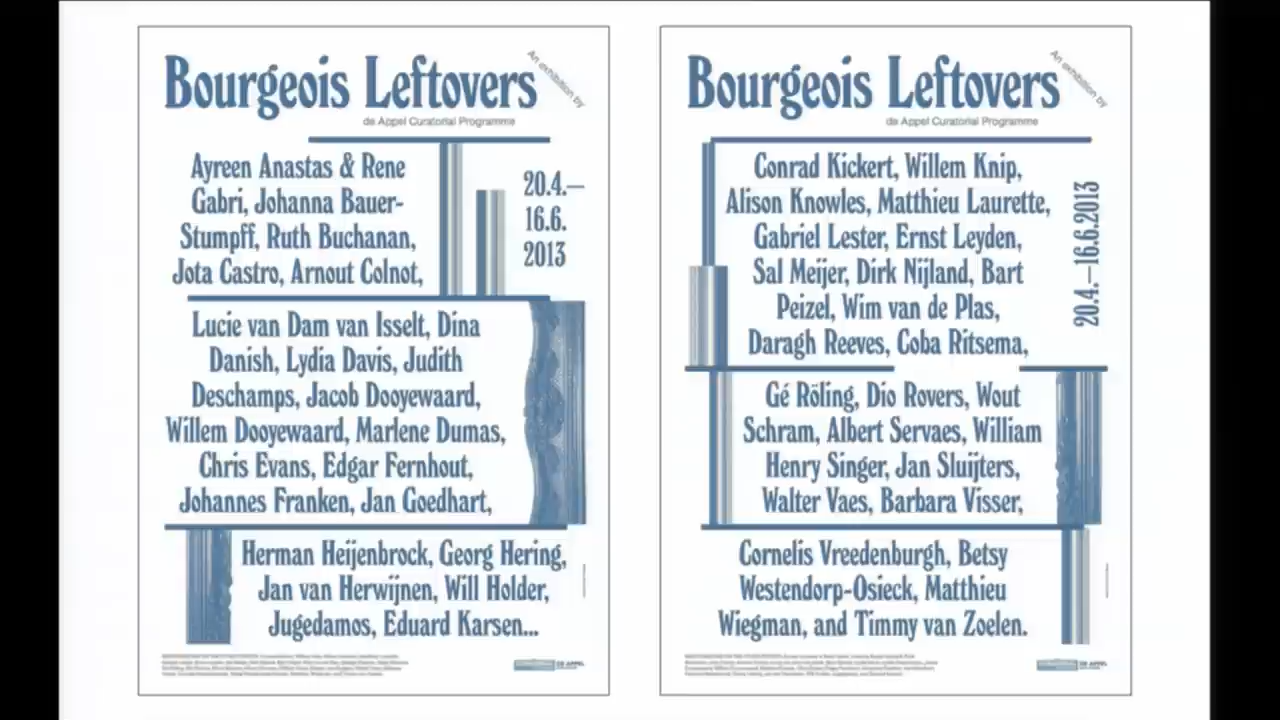 Bourgeois Leftovers
An exhibition by
de Appel Curatorial Programme
Ayreen Anastas & Rene
Gabri, Johanna Bauer-
Stumpff, Ruth Buchanan,
Jota Castro, Arnout Colnot,
20.4.—
16.6.
2013
Lucie van Dam van Isselt, Dina
Danish, Lydia Davis, Judith
Deschamps, Jacob Dooyewaard,
Willem Dooyewaard, Marlene Dumas,
Chris Evans, Edgar Fernhout,
Johannes Franken, Jan Goedhart,
Herman Heijenbrock, Georg Hering,
Jan van Herwijnen, Will Holder,
Jugedamos, Eduard Karsen...
DE APPEL
Bourgeois Leftovers
An exhibition by
de Appel Curatorial Programme
Conrad Kickert, Willem Knip,
Alison Knowles, Matthieu Laurette,
Gabriel Lester, Ernst Leyden,
Sal Meijer, Dirk Nijland, Bart
Peizel, Wim van de Plas,
Daragh Reeves, Coba Ritsema,
20.4.—16.6.2013
Gé Röling, Dio Rovers, Wout
Schram, Albert Servaes, William
Henry Singer, Jan Sluijters,
Walter Vaes, Barbara Visser,
Cornelis Vreedenburgh, Betsy
Westendorp-Osieck, Matthieu
Wiegman, and Timmy van Zoelen.
DE APPEL